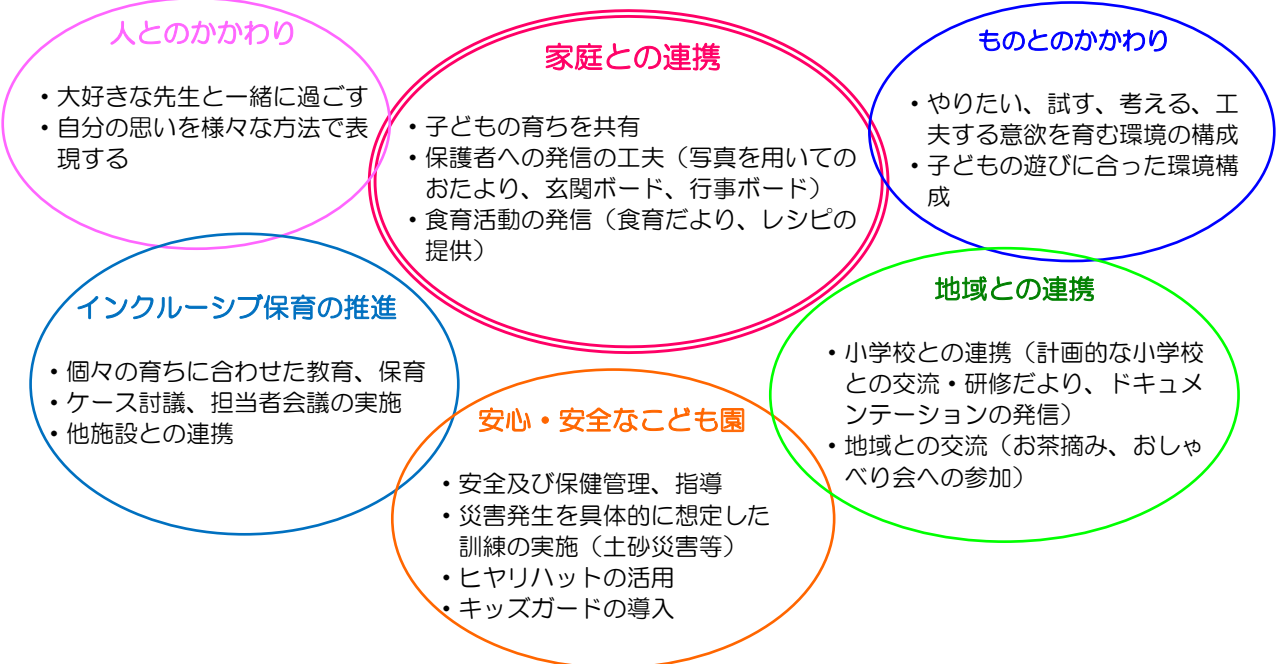 人とのかかわり
・大好きな先生と一緒に過ごす
・自分の思いを様々な方法で表
現する
家庭との連携
・子どもの育ちを共有
・保護者への発信の工夫（写真を用いての
おたより、玄関ボード、行事ボード）
・食育活動の発信（食育だより、レシピの
提供）
ものとのかかわり
・やりたい、試す、考える、工
夫する意欲を育む環境の構成
・子どもの遊びに合った環境構
成
インクルーシブ保育の推進
・個々の育ちに合わせた教育、保育
・ケース討議、担当者会議の実施
・他施設との連携
安心・安全なこども園
・安全及び保健管理、指導
・災害発生を具体的に想定した
訓練の実施（土砂災害等）
・ヒヤリハットの活用
・キッズガードの導入
地域との連携
・小学校との連携（計画的な小学校
との交流・研修だより、ドキュメ
ンテーションの発信）
・地域との交流（お茶摘み、おしゃ
べり会への参加）